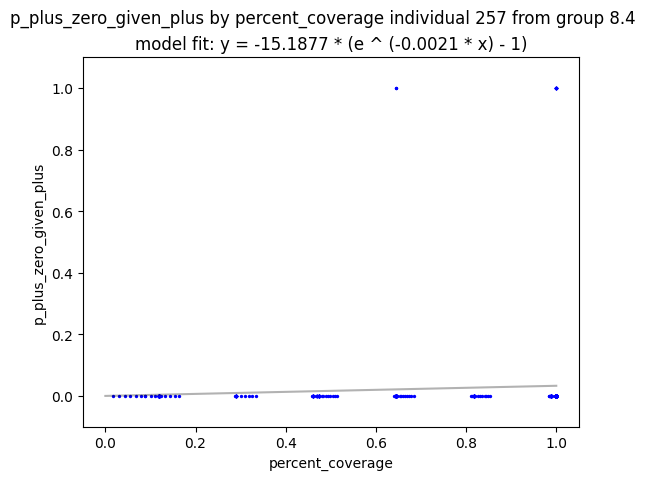 p_plus_zero_given_plus by percent_coverage individual 257 from group 8.4
model fit: y = -15.1877 * (e ^ (-0.0021 * x) - 1)
1.0
0.8
0.6
0.4
0.2
0.0
p_plus_zero_given_plus
0.0 0.2 0.4 0.6 0.8 1.0
percent_coverage